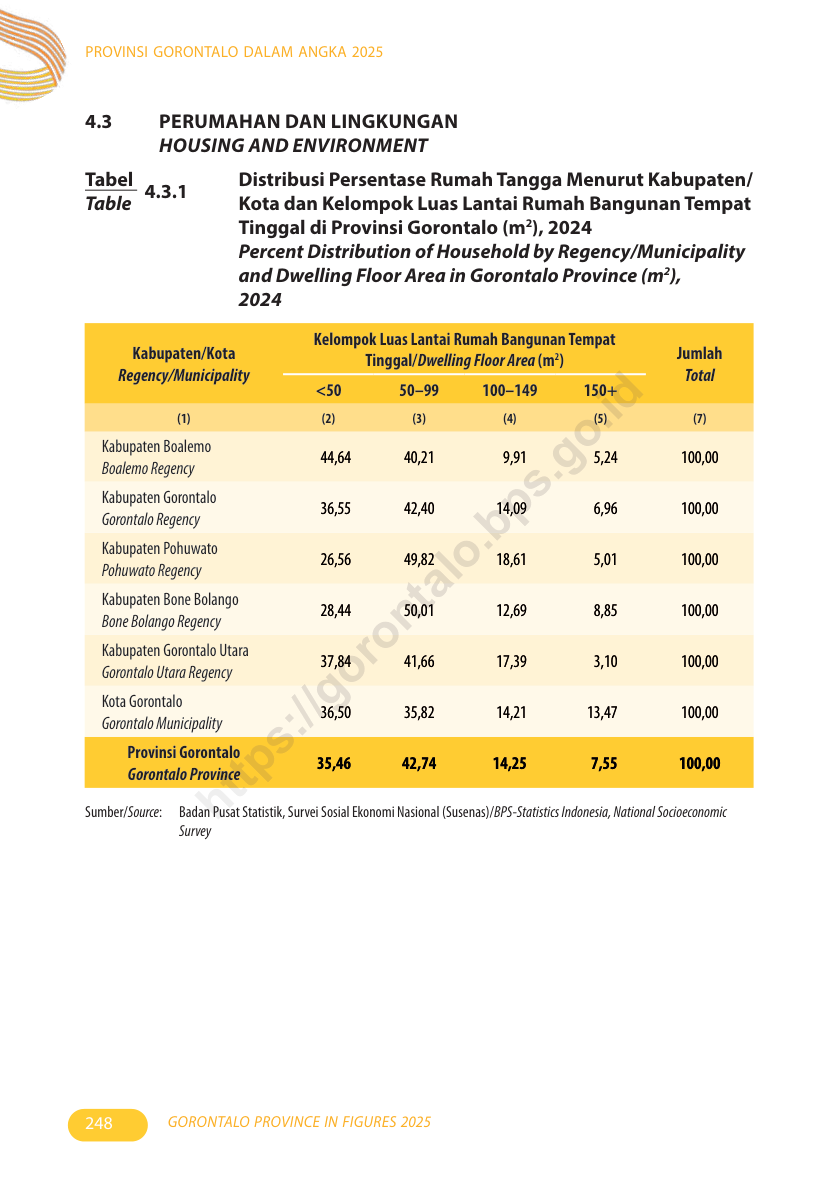 PROVINSI GORONTALO DALAM ANGKA 2025
4.3 PERUMAHAN DAN LINGKUNGAN
HOUSING AND ENVIRONMENT
Tabel
Table
4.3.1
Distribusi Persentase Rumah Tangga Menurut Kabupaten/
Kota dan Kelompok Luas Lantai Rumah Bangunan Tempat
Tinggal di Provinsi Gorontalo (m²), 2024
Percent Distribution of Household by Regency/Municipality
and Dwelling Floor Area in Gorontalo Province (m²),
2024
Kabupaten/Kota
Regency/Municipality
Kelompok Luas Lantai Rumah Bangunan Tempat
Tinggal/Dwelling Floor Area (m²)
Jumlah
Total
<50 50–99 100–149 150+
(1) (2) (3) (4) (5) (7)
Kabupaten Boalemo
Boalemo Regency
44,64 40,21 9,91 5,24 100,00
Kabupaten Gorontalo
Gorontalo Regency
36,55 42,40 14,09 6,96 100,00
Kabupaten Pohuwato
Pohuwato Regency
26,56 49,82 18,61 5,01 100,00
Kabupaten Bone Bolango
Bone Bolango Regency
28,44 50,01 12,69 8,85 100,00
Kabupaten Gorontalo Utara
Gorontalo Utara Regency
37,84 41,66 17,39 3,10 100,00
Kota Gorontalo
Gorontalo Municipality
36,50 35,82 14,21 13,47 100,00
Provinsi Gorontalo
Gorontalo Province
35,46 42,74 14,25 7,55 100,00
https://gorontalo.bps.go.id
Sumber/Source: Badan Pusat Statistik, Survei Sosial Ekonomi Nasional (Susenas)/BPS-Statistics Indonesia, National Socioeconomic
Survey
248 GORONTALO PROVINCE IN FIGURES 2025